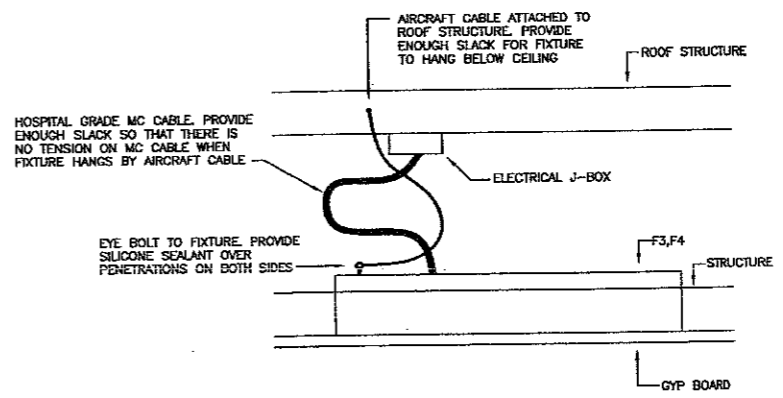 AIRCRAFT CABLE ATTACHED TO
ROOF STRUCTURE. PROVIDE
ENOUGH SLACK FOR FIXTURE
TO HANG BELOW CEILING
ROOF STRUCTURE
HOSPITAL GRADE MC CABLE. PROVIDE
ENOUGH SLACK SO THAT THERE IS
NO TENSION ON MC CABLE WHEN
FIXTURE HANGS BY AIRCRAFT CABLE
ELECTRICAL J-BOX
EYE BOLT TO FIXTURE. PROVIDE
SILICONE SEALANT OVER
PENETRATIONS ON BOTH SIDES
F3,F4
STRUCTURE
GYP BOARD